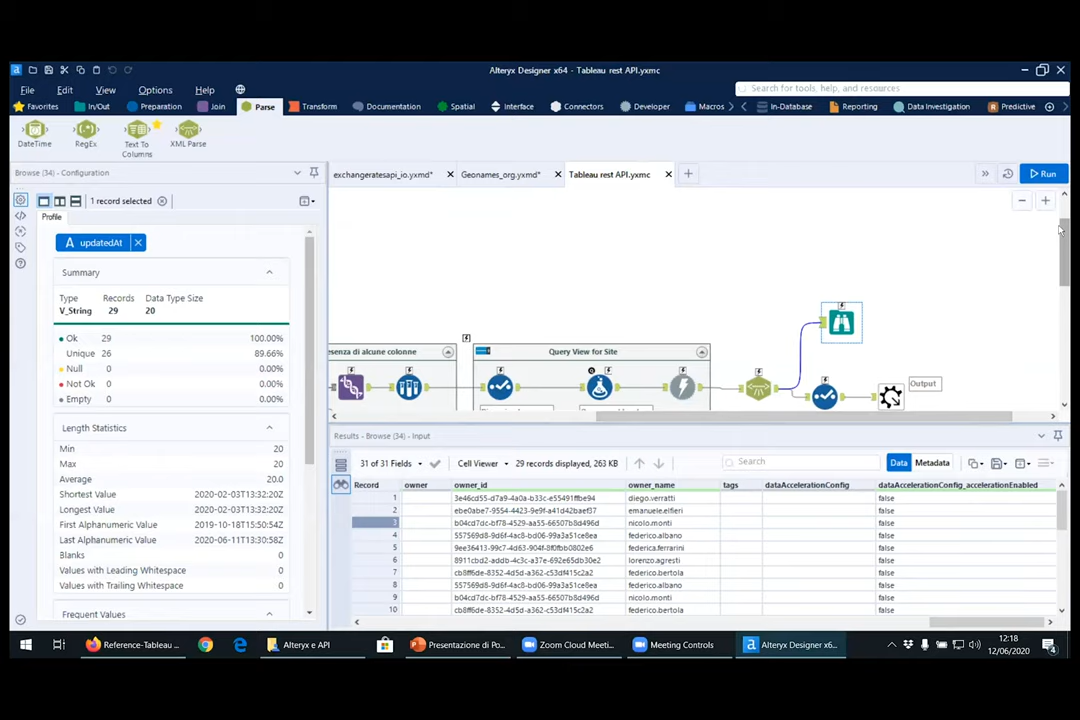 Alteryx Designer x64 - Tableau rest API.yxmc
File Edit View Options Help
Search for tools, help, and resources
Favorites In/Out Preparation Join Parse Transform Documentation Spatial Interface Connectors Developer Macros In-Database Reporting Data Investigation Predictive
DateTime RegEx Text To Columns XML Parse
Browse (34) - Configuration
exchangeratesapi_io.yxmd* Geonames_org.yxmd* Tableau rest API.yxmc
Run
1 record selected
Profile
updatedAt
Summary
Type Records Data Type Size
V_String 29 20
Ok 29 100.00%
Unique 26 89.66%
Null 0 0.00%
Not Ok 0 0.00%
Empty 0 0.00%
Length Statistics
Min 20
Max 20
Average 20.0
Shortest Value 2020-02-03T13:32:20Z
Longest Value 2020-02-03T13:32:20Z
First Alphanumeric Value 2019-10-18T15:50:54Z
Last Alphanumeric Value 2020-06-11T13:30:58Z
Blanks 0
Values with Leading Whitespace 0
Values with Trailing Whitespace 0
Frequent Values
esenza di alcune colonne
Query View for Site
Output
Results - Browse (34) - Input
31 of 31 Fields Cell Viewer 29 records displayed, 263 KB Search Data Metadata
Record owner owner_id owner_name tags dataAccelerationConfig dataAccelerationConfig_accelerationEnabled
1 3e46cd55-d7a9-4a0a-b33c-e55491ffbe94 diego.verratti false
2 ebe0abe7-9554-4423-9e9f-a41d42baef37 emanuele.elfieri false
3 b04cd7dc-bf78-4529-aa55-66507b8d496d nicolo.monti false
4 557569d8-9d6f-4ac8-bd6a-99a3a51ce8ea federico.albano false
5 9ee36413-99c7-4d63-904f-8f0fbb0802e6 federica.ferrarini false
6 8911cbd2-addb-4c3c-a37e-692e65db30e2 lorenzo.agresti false
7 cb8ff6de-8352-4d5d-a362-c53df415c2a2 federico.bertola false
8 557569d8-9d6f-4ac8-bd6a-99a3a51ce8ea federico.albano false
9 b04cd7dc-bf78-4529-aa55-66507b8d496d nicolo.monti false
10 cb8ff6de-8352-4d5d-a362-c53df415c2a2 federico.bertola false
Reference-Tableau ... Alteryx e API Presentazione di Po... Zoom Cloud Meeti... Meeting Controls Alteryx Designer x6...
12:18
12/06/2020
4